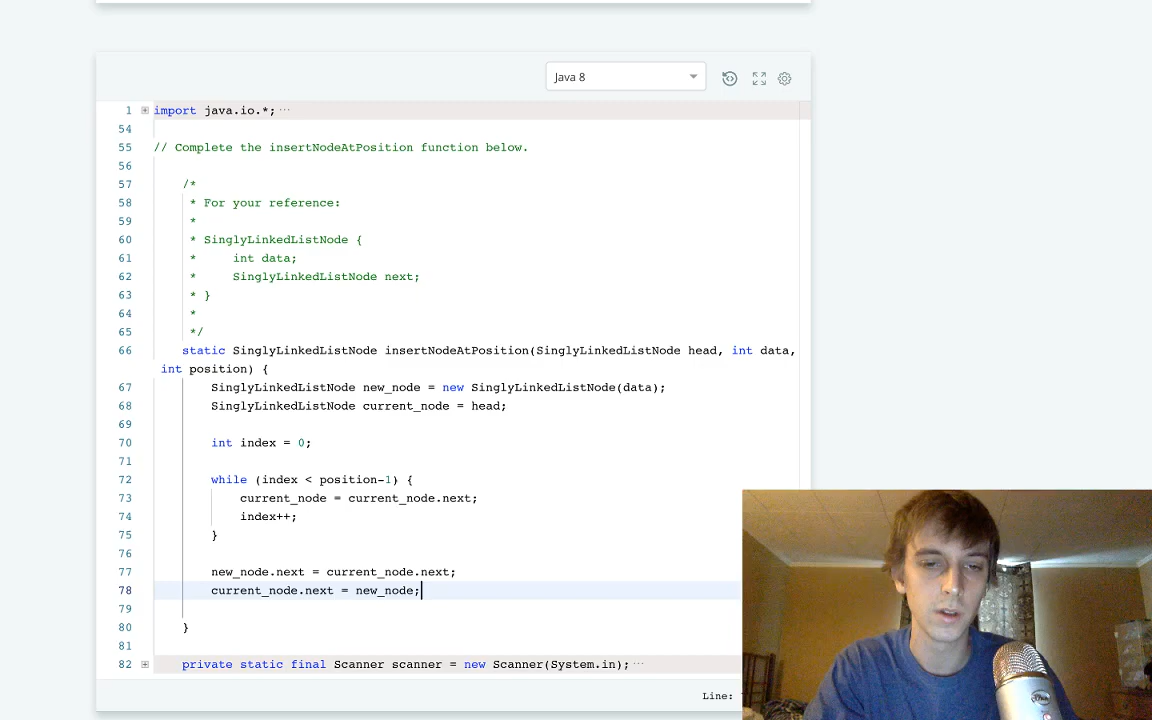 Java 8
1 import java.io.*;
54
55 // Complete the insertNodeAtPosition function below.
56
57 /*
58 * For your reference:
59 *
60 * SinglyLinkedListNode {
61 * int data;
62 * SinglyLinkedListNode next;
63 * }
64 *
65 */
66 static SinglyLinkedListNode insertNodeAtPosition(SinglyLinkedListNode head, int data,
int position) {
67 SinglyLinkedListNode new_node = new SinglyLinkedListNode(data);
68 SinglyLinkedListNode current_node = head;
69
70 int index = 0;
71
72 while (index < position-1) {
73 current_node = current_node.next;
74 index++;
75 }
76
77 new_node.next = current_node.next;
78 current_node.next = new_node;
79
80 }
81
82 private static final Scanner scanner = new Scanner(System.in);
Line: